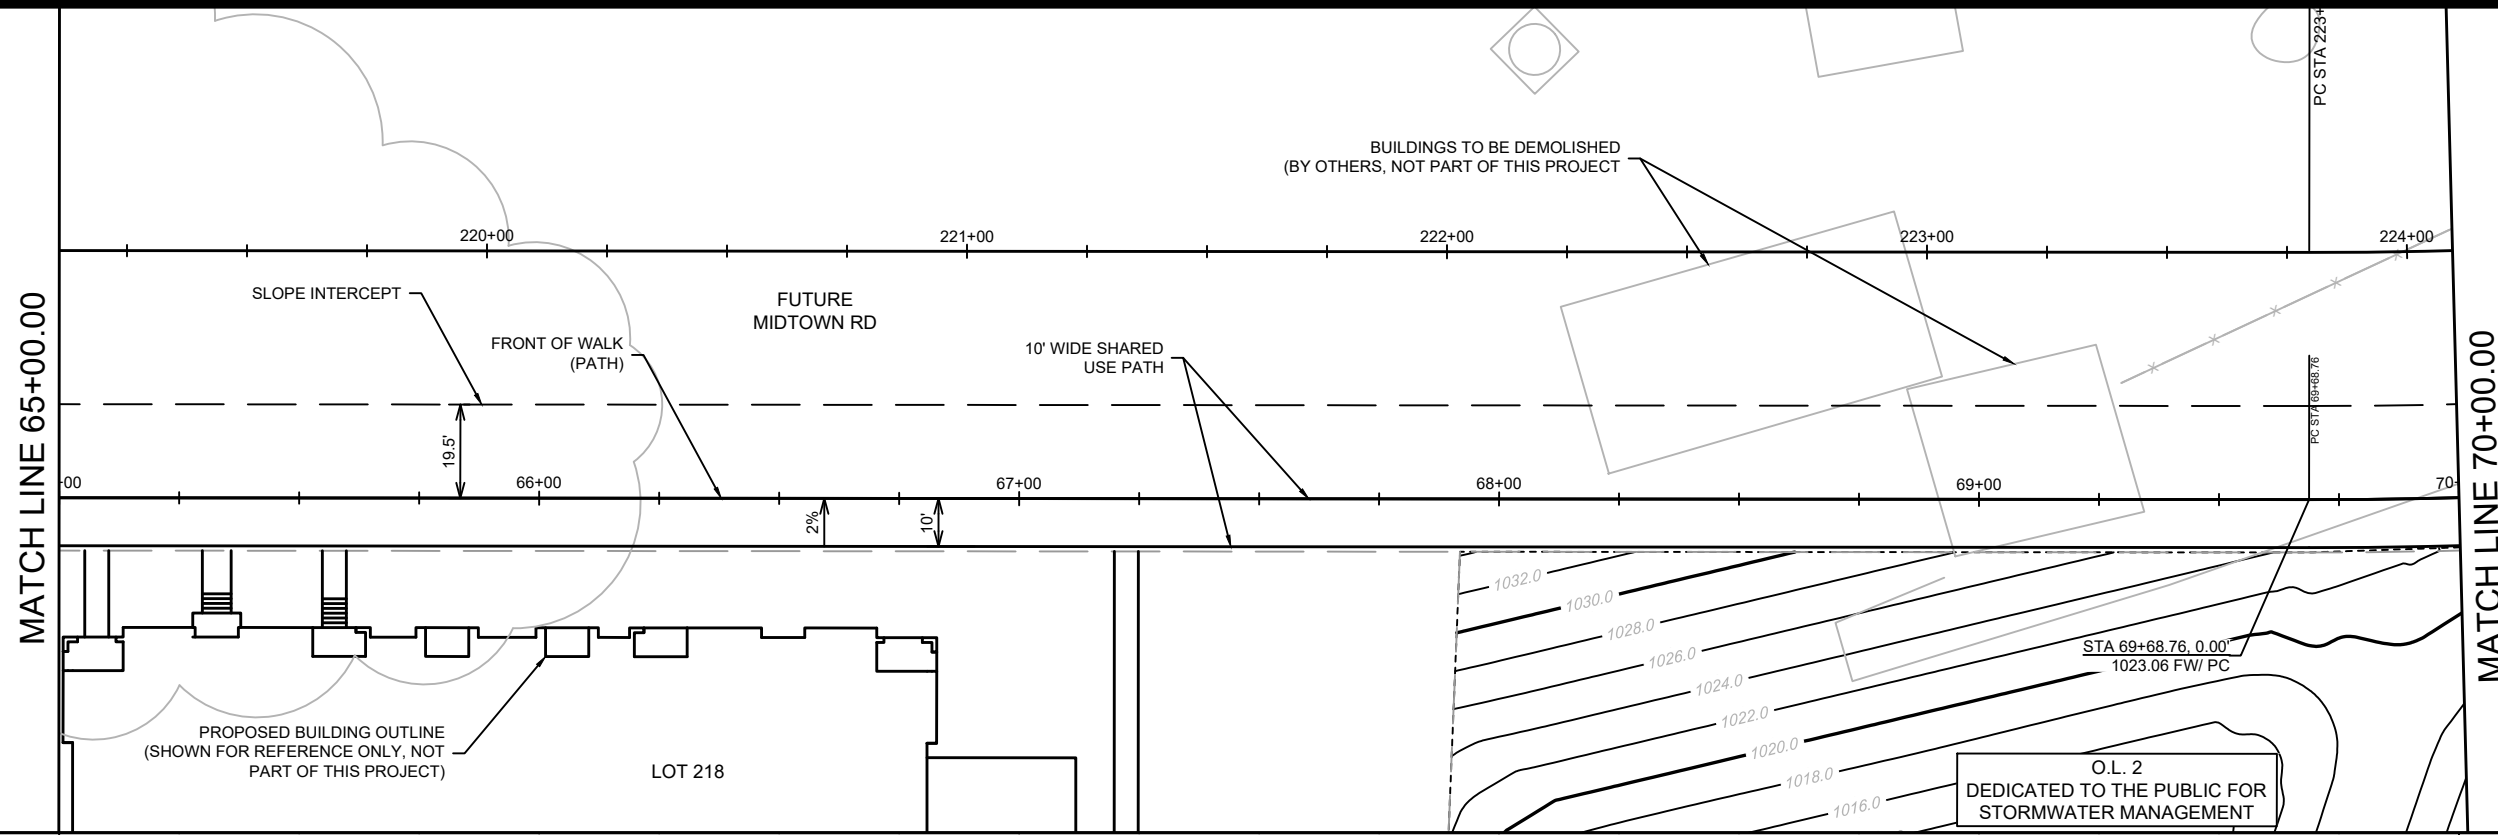 MATCH LINE 65+00.00
MATCH LINE 70+00.00
PC STA 223+
BUILDINGS TO BE DEMOLISHED
(BY OTHERS, NOT PART OF THIS PROJECT
220+00
221+00
222+00
223+00
224+00
SLOPE INTERCEPT
FUTURE
MIDTOWN RD
FRONT OF WALK
(PATH)
10' WIDE SHARED
USE PATH
PC STA 69+68.76
19.5'
+00
66+00
67+00
68+00
69+00
70+
2%
10'
1032.0
1030.0
1028.0
1026.0
1024.0
1022.0
1020.0
1018.0
1016.0
STA 69+68.76, 0.00'
1023.06 FW/ PC
PROPOSED BUILDING OUTLINE
(SHOWN FOR REFERENCE ONLY, NOT
PART OF THIS PROJECT)
LOT 218
O.L. 2
DEDICATED TO THE PUBLIC FOR
STORMWATER MANAGEMENT